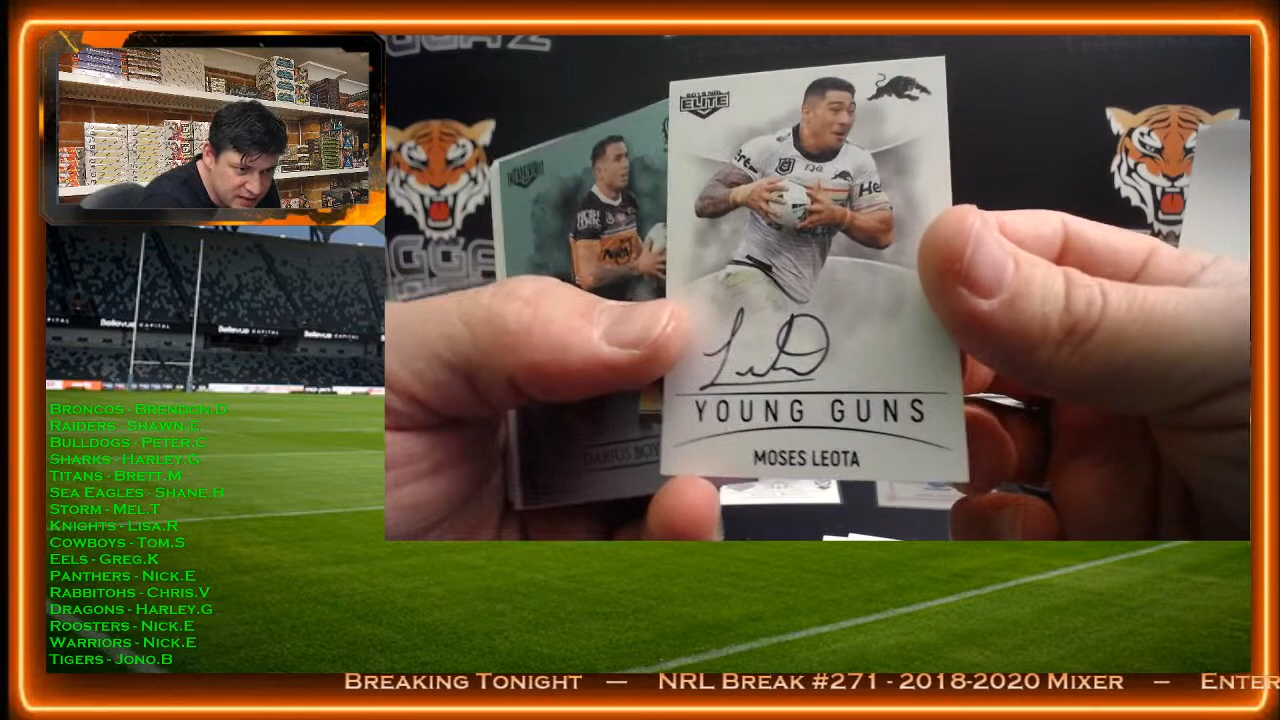 ELITE
YOUNG GUNS
MOSES LEOTA
DARIUS BOY
BRONCOS - BRENDON.D
RAIDERS - SHAWN.E
BULLDOGS - PETER.C
SHARKS - HARLEY.G
TITANS - BRETT.M
SEA EAGLES - SHANE.H
STORM - MEL.T
KNIGHTS - LISA.R
COWBOYS - TOM.S
EELS - GREG.K
PANTHERS - NICK.E
RABBITOHS - CHRIS.V
DRAGONS - HARLEY.G
ROOSTERS - NICK.E
WARRIORS - NICK.E
TIGERS - JONO.B
BREAKING TONIGHT — NRL BREAK #271 - 2018-2020 MIXER — ENTER